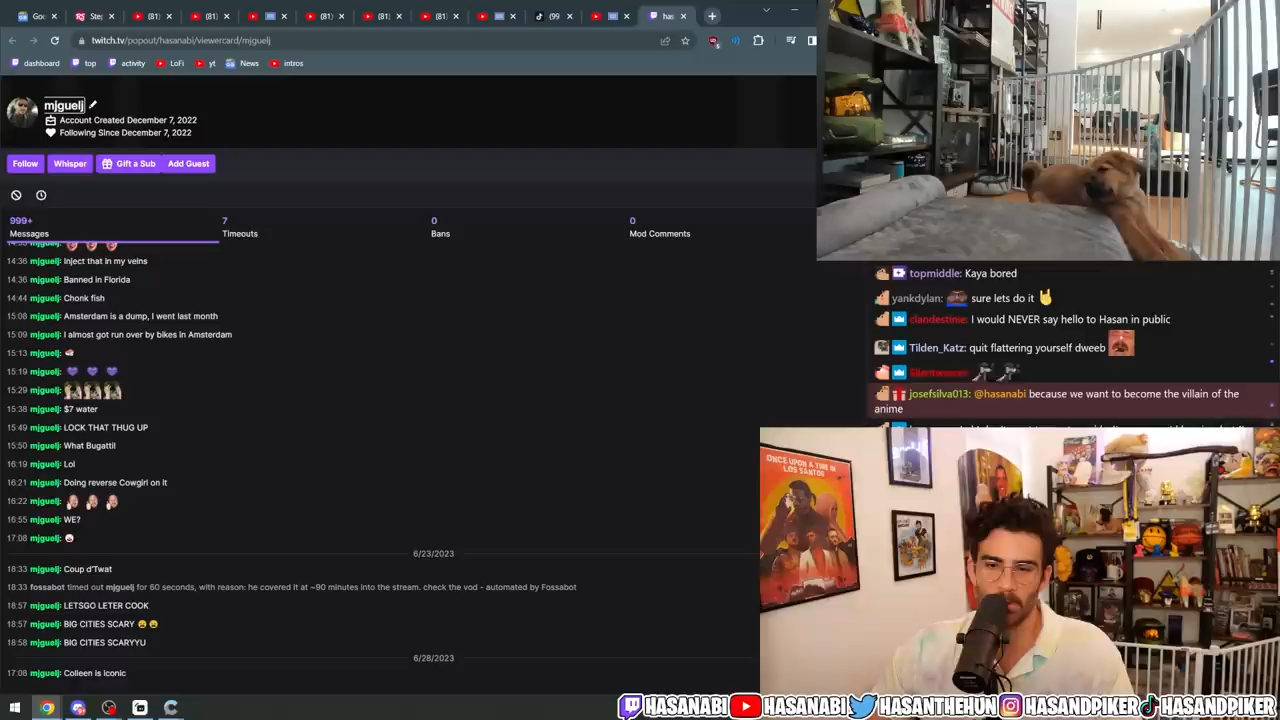 Goo
Step
(81)
(81)
(81)
(81)
(81)
(99
has
twitch.tv/popout/hasanabi/viewercard/mjguelj
dashboard
top
activity
LoFi
yt
News
intros
mjguelj
Account Created December 7, 2022
Following Since December 7, 2022
Follow
Whisper
Gift a Sub
Add Guest
999+
Messages
7
Timeouts
0
Bans
0
Mod Comments
14:36 mjguelj: Inject that in my veins
14:36 mjguelj: Banned in Florida
14:44 mjguelj: Chonk fish
15:08 mjguelj: Amsterdam is a dump, I went last month
15:09 mjguelj: I almost got run over by bikes in Amsterdam
15:13 mjguelj:
15:19 mjguelj:
15:29 mjguelj:
15:38 mjguelj: $7 water
15:49 mjguelj: LOCK THAT THUG UP
15:50 mjguelj: What Bugatti!
16:19 mjguelj: Lol
16:21 mjguelj: Doing reverse Cowgirl on it
16:22 mjguelj:
16:55 mjguelj: WE?
17:08 mjguelj:
6/23/2023
18:33 mjguelj: Coup d'Twat
18:33 fossabot timed out mjguelj for 60 seconds, with reason: he covered it at ~90 minutes into the stream. check the vod - automated by Fossabot
18:57 mjguelj: LETSGO LETER COOK
18:57 mjguelj: BIG CITIES SCARY
18:58 mjguelj: BIG CITIES SCARYYU
6/28/2023
17:08 mjguelj: Colleen is iconic
topmiddle: Kaya bored
yankdylan: sure lets do it
clandestinie: I would NEVER say hello to Hasan in public
Tilden_Katz: quit flattering yourself dweeb
josefsilva013: @hasanabi because we want to become the villain of the
anime
ONCE UPON A TIME IN
LOS SANTOS
HASANABI
HASANABI
HASANTHEHUN
HASANDPIKER
HASANDPIKER